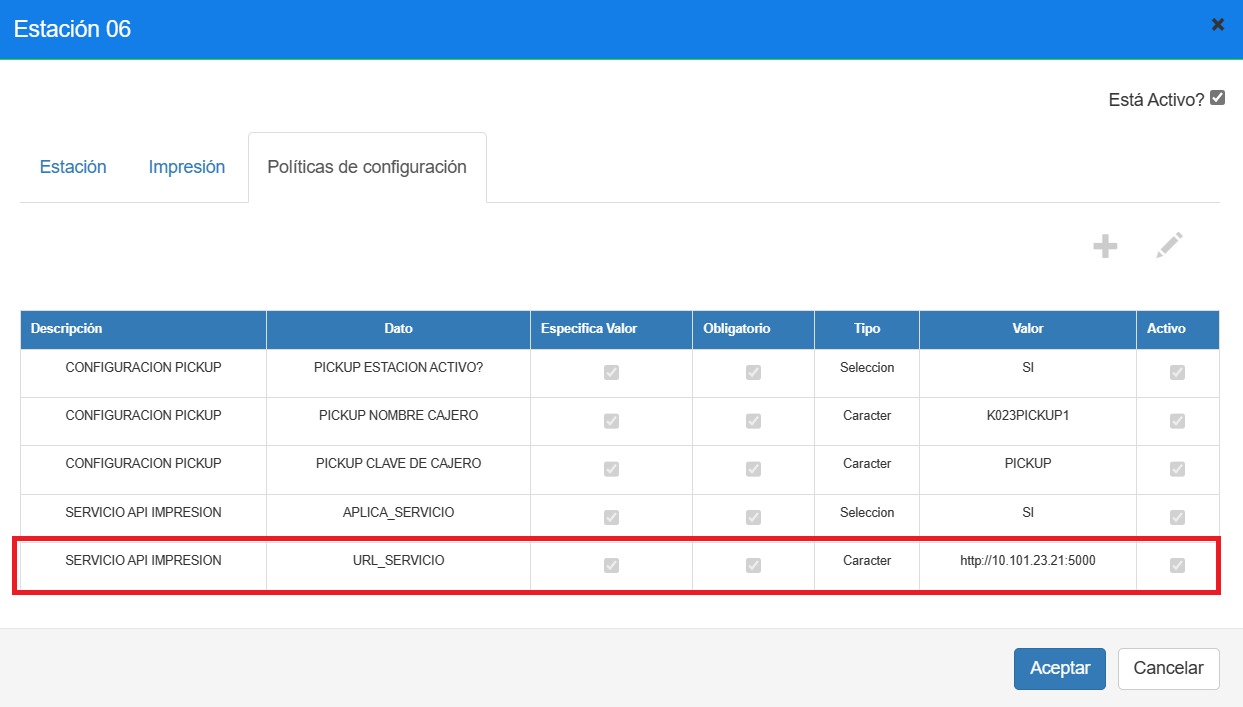 Estación 06
Está Activo?
Estación Impresión Políticas de configuración
Descripción Dato Especifica Valor Obligatorio Tipo Valor Activo
CONFIGURACION PICKUP PICKUP ESTACION ACTIVO? Seleccion SI
CONFIGURACION PICKUP PICKUP NOMBRE CAJERO Caracter K023PICKUP1
CONFIGURACION PICKUP PICKUP CLAVE DE CAJERO Caracter PICKUP
SERVICIO API IMPRESION APLICA_SERVICIO Seleccion SI
SERVICIO API IMPRESION URL_SERVICIO Caracter http://10.101.23.21:5000
Aceptar Cancelar